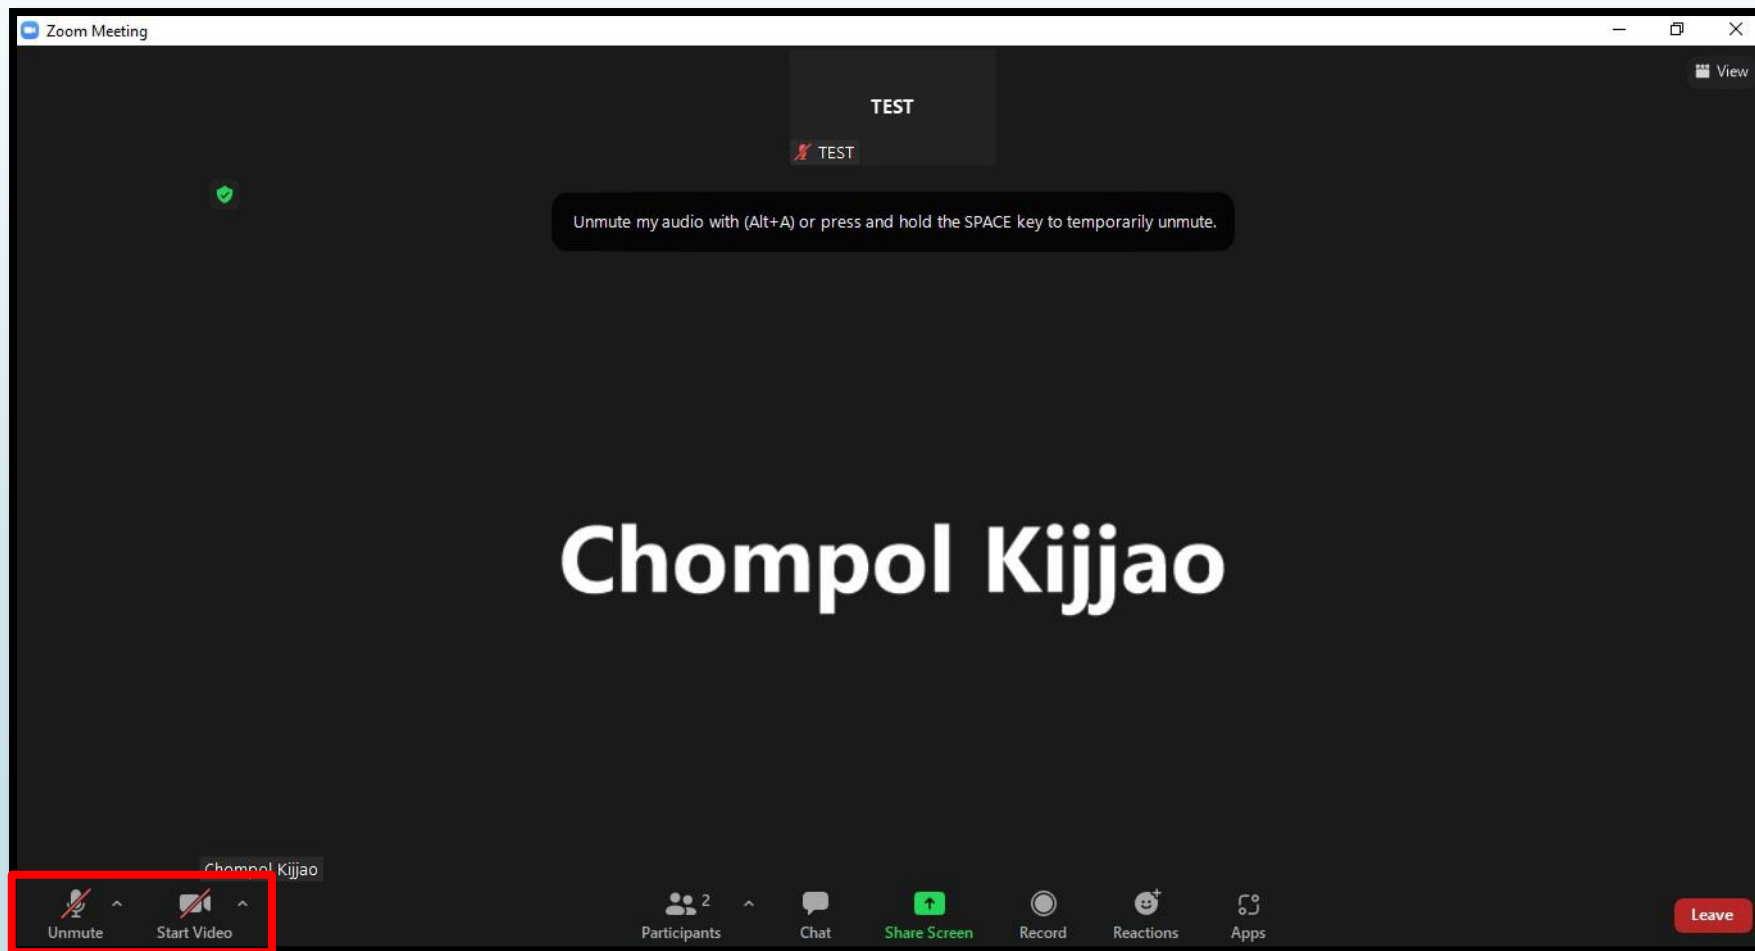 Zoom Meeting
View
TEST
TEST
Unmute my audio with (Alt+A) or press and hold the SPACE key to temporarily unmute.
Chompol Kijjao
Chompol Kijjao
2
Unmute
Start Video
Participants
Chat
Share Screen
Record
Reactions
Apps
Leave